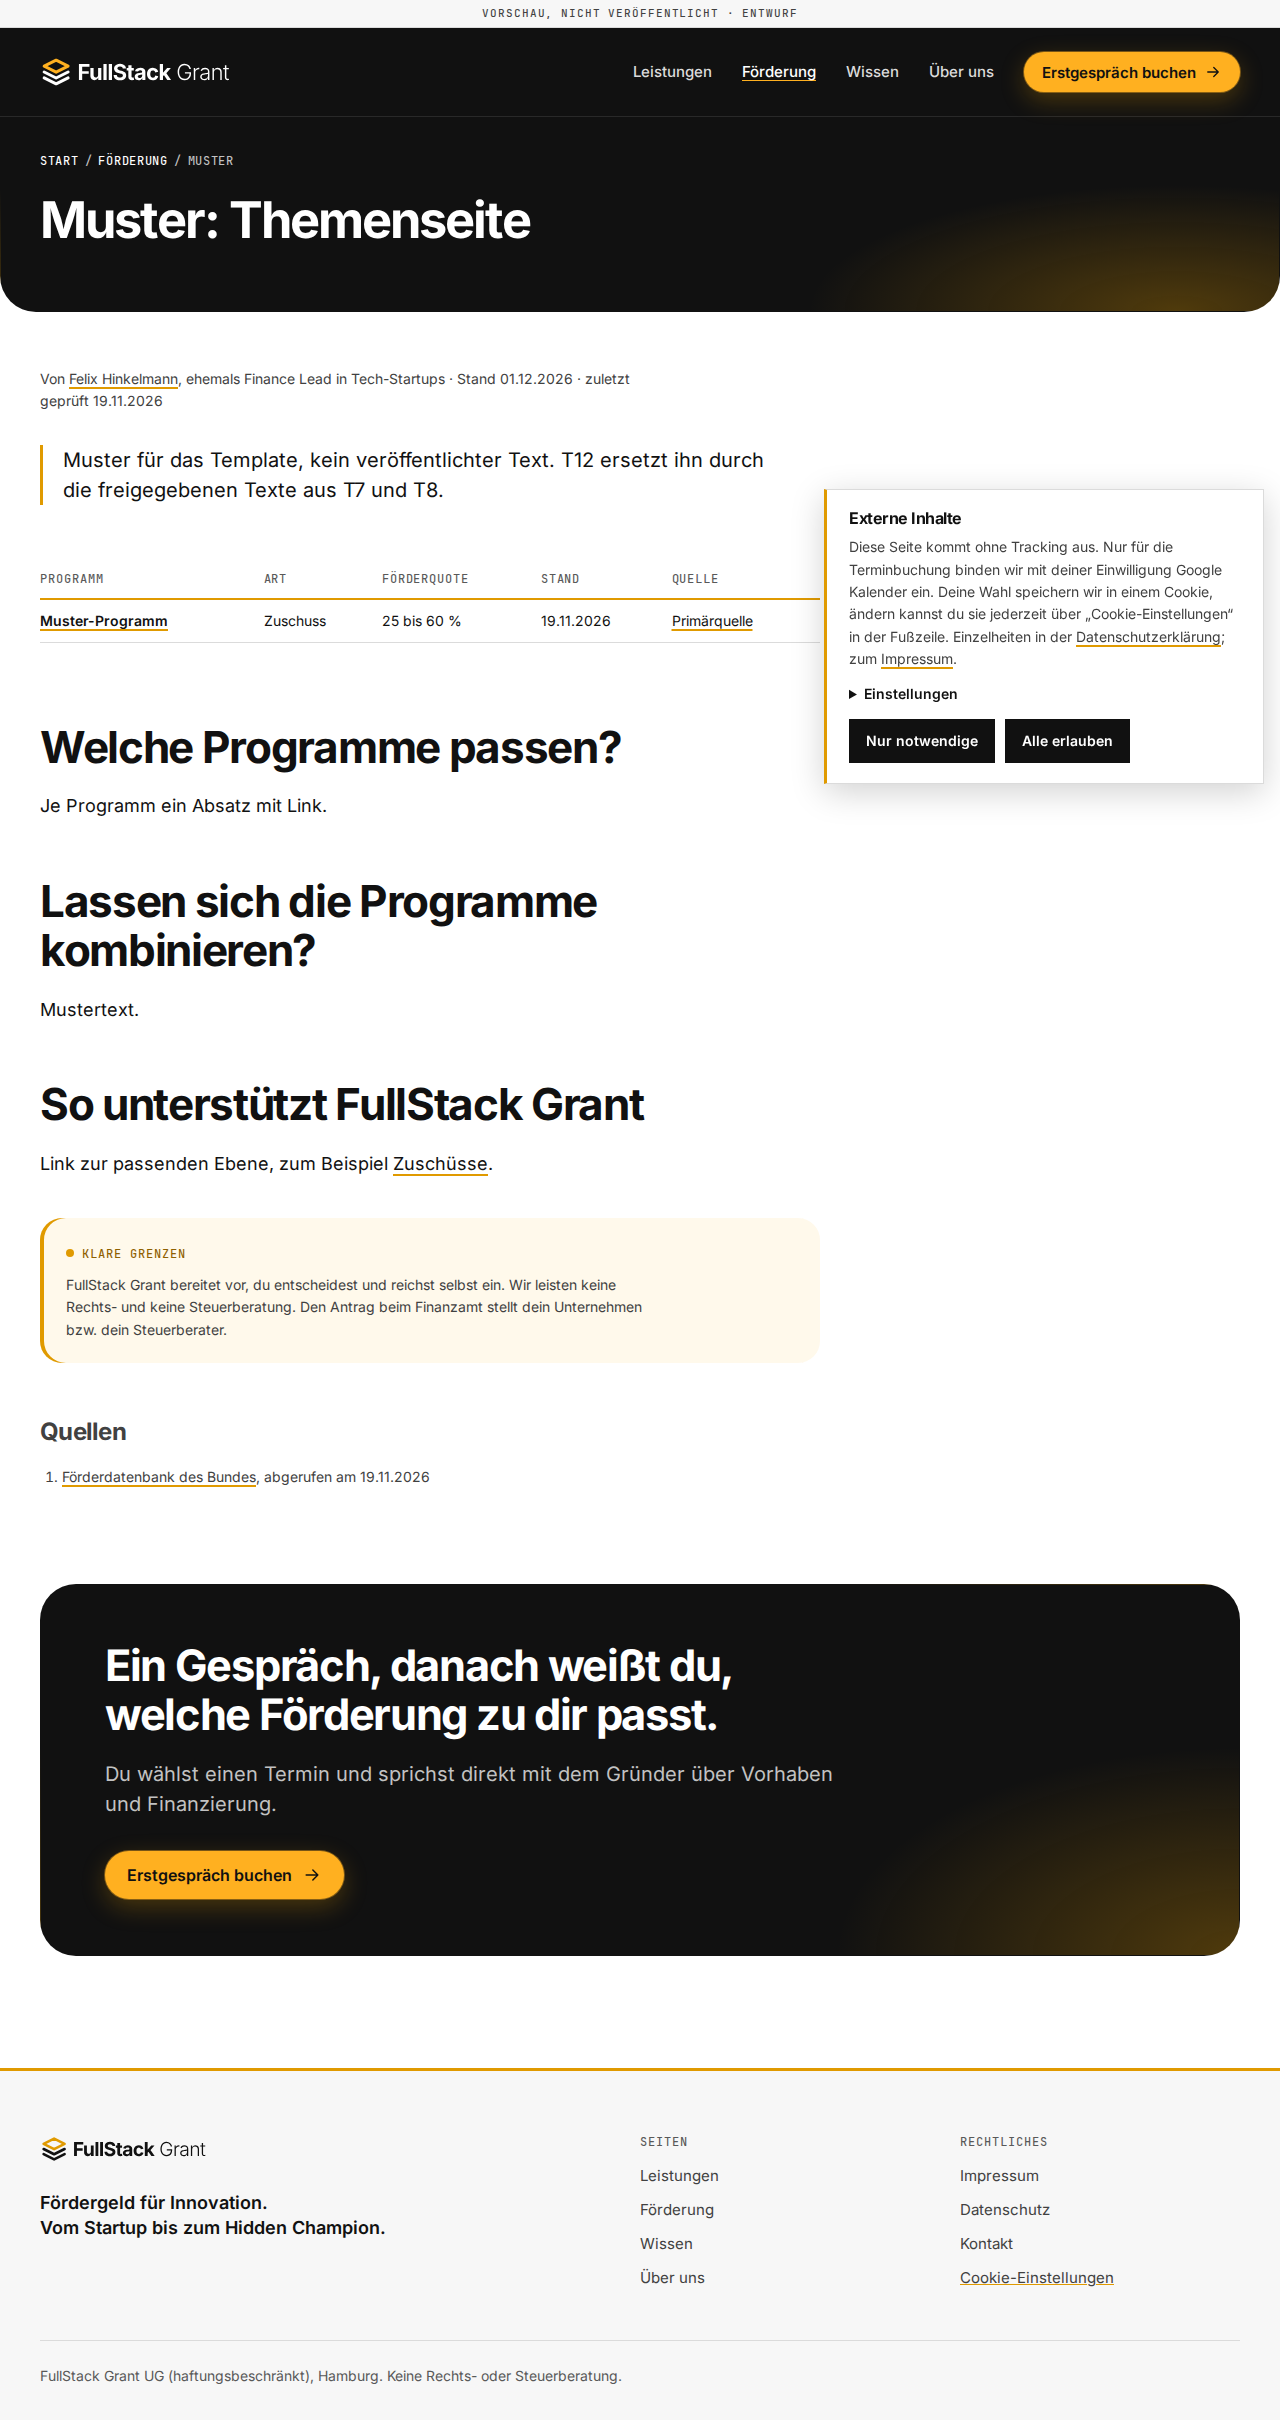 VORSCHAU, NICHT VERÖFFENTLICHT · ENTWURF
FullStack Grant
Leistungen
Förderung
Wissen
Über uns
Erstgespräch buchen →
START / FÖRDERUNG / MUSTER
Muster: Themenseite
Von Felix Hinkelmann, ehemals Finance Lead in Tech-Startups · Stand 01.12.2026 · zuletzt
geprüft 19.11.2026
Muster für das Template, kein veröffentlichter Text. T12 ersetzt ihn durch
die freigegebenen Texte aus T7 und T8.
PROGRAMM ART FÖRDERQUOTE STAND QUELLE
Muster-Programm Zuschuss 25 bis 60 % 19.11.2026 Primärquelle
Externe Inhalte
Diese Seite kommt ohne Tracking aus. Nur für die
Terminbuchung binden wir mit deiner Einwilligung Google
Kalender ein. Deine Wahl speichern wir in einem Cookie,
ändern kannst du sie jederzeit über „Cookie-Einstellungen“
in der Fußzeile. Einzelheiten in der Datenschutzerklärung;
zum Impressum.
▶ Einstellungen
Nur notwendige
Alle erlauben
Welche Programme passen?
Je Programm ein Absatz mit Link.
Lassen sich die Programme
kombinieren?
Mustertext.
So unterstützt FullStack Grant
Link zur passenden Ebene, zum Beispiel Zuschüsse.
KLARE GRENZEN
FullStack Grant bereitet vor, du entscheidest und reichst selbst ein. Wir leisten keine
Rechts- und keine Steuerberatung. Den Antrag beim Finanzamt stellt dein Unternehmen
bzw. dein Steuerberater.
Quellen
1. Förderdatenbank des Bundes, abgerufen am 19.11.2026
Ein Gespräch, danach weißt du,
welche Förderung zu dir passt.
Du wählst einen Termin und sprichst direkt mit dem Gründer über Vorhaben
und Finanzierung.
Erstgespräch buchen →
FullStack Grant
Fördergeld für Innovation.
Vom Startup bis zum Hidden Champion.
SEITEN
Leistungen
Förderung
Wissen
Über uns
RECHTLICHES
Impressum
Datenschutz
Kontakt
Cookie-Einstellungen
FullStack Grant UG (haftungsbeschränkt), Hamburg. Keine Rechts- oder Steuerberatung.